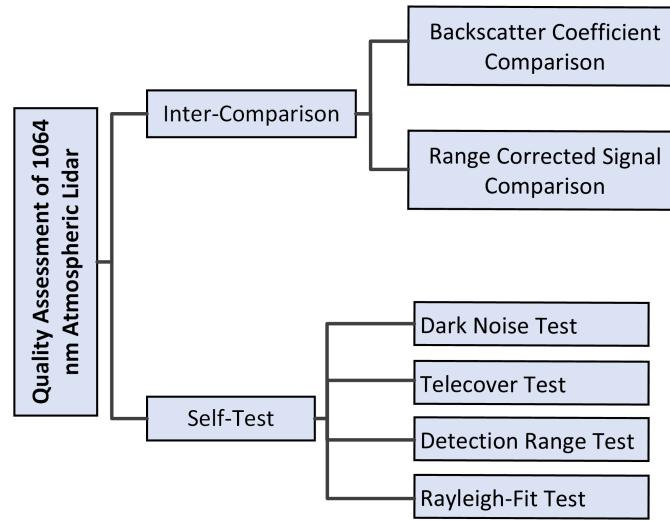 Quality Assessment of 1064
nm Atmospheric Lidar
Inter-Comparison
Backscatter Coefficient
Comparison
Range Corrected Signal
Comparison
Self-Test
Dark Noise Test
Telecover Test
Detection Range Test
Rayleigh-Fit Test